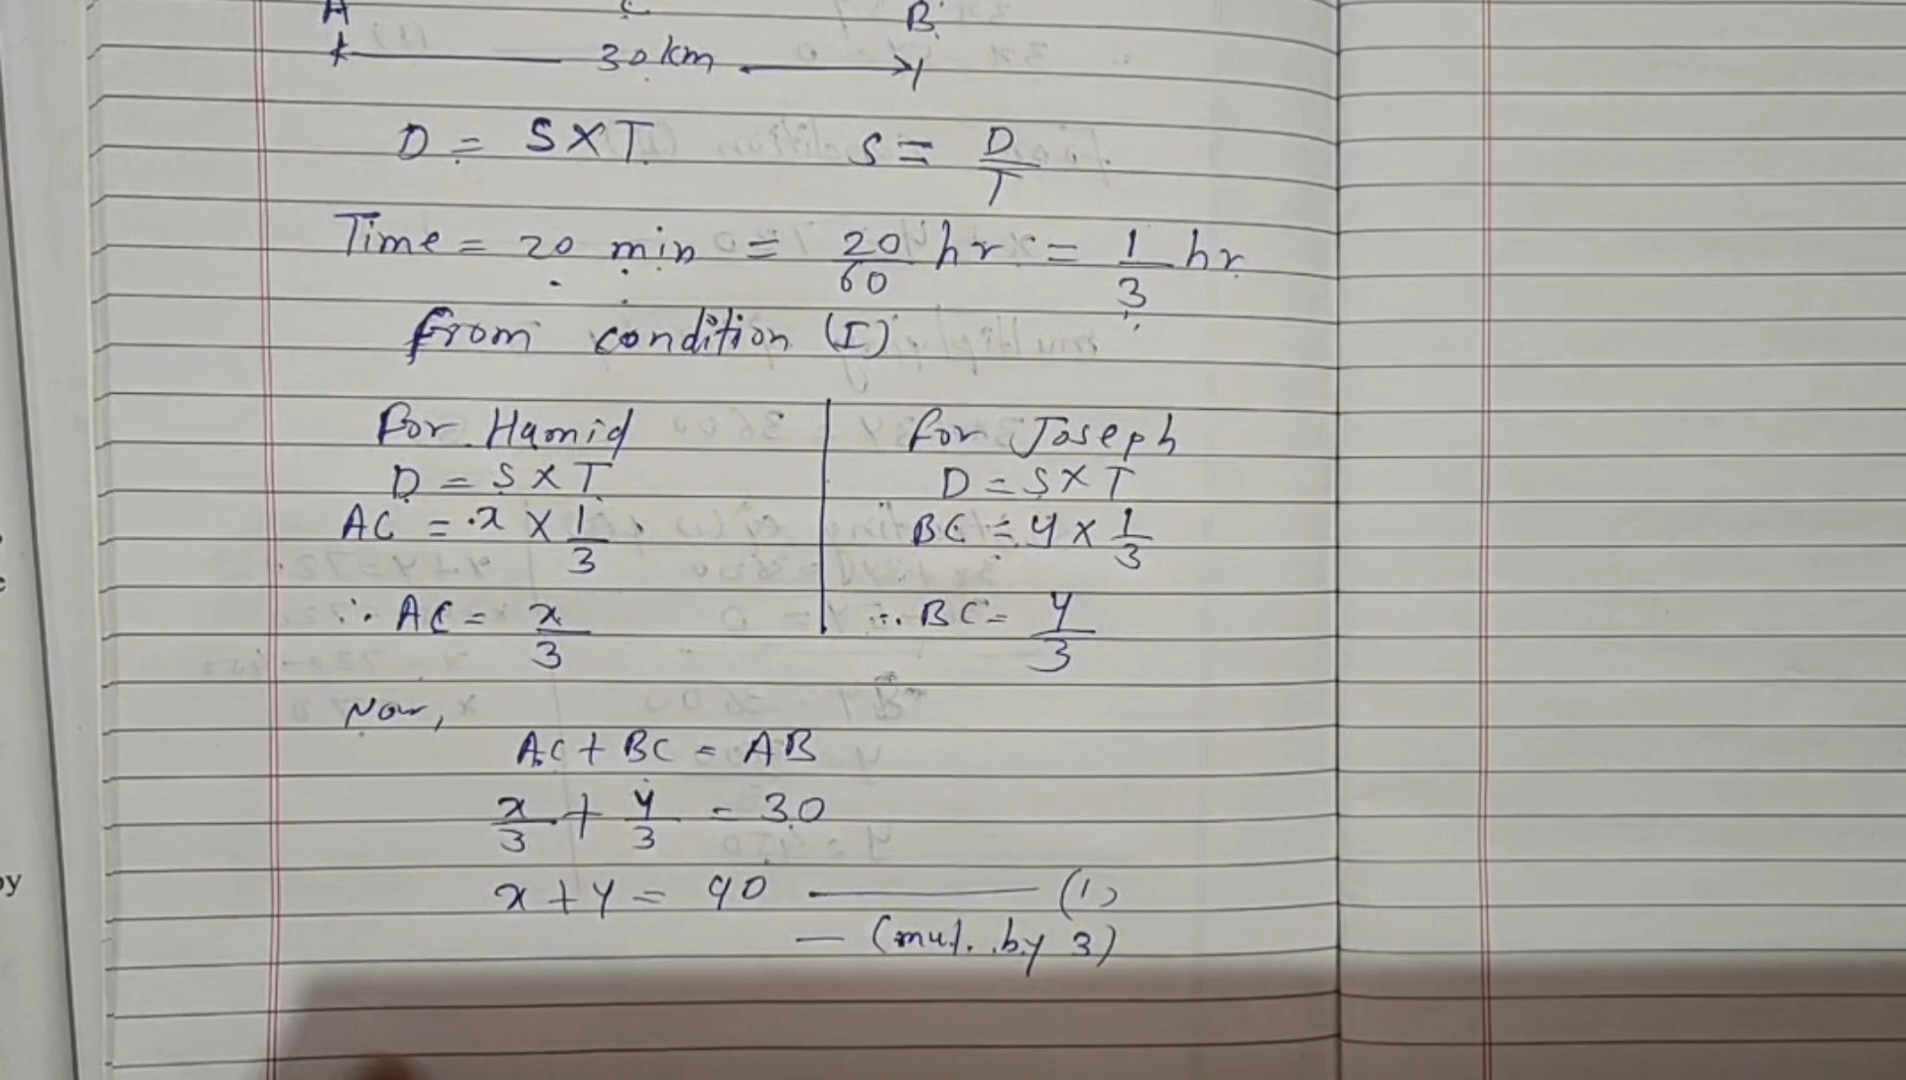 A C B
30 km
D = S X T S = D/T
Time = 20 min = 20/60 hr = 1/3 hr
from condition (I)
For Hamid for Joseph
D = S X T D = S X T
AC = x X 1/3 BC = y X 1/3
∴ AC = x/3 ∴ BC = y/3
Now,
AC + BC = AB
x/3 + y/3 = 30
x + y = 90 — (1)
— (mul. by 3)